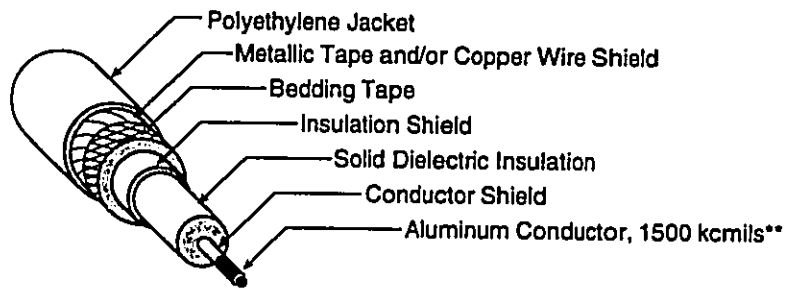 Polyethylene Jacket
Metallic Tape and/or Copper Wire Shield
Bedding Tape
Insulation Shield
Solid Dielectric Insulation
Conductor Shield
Aluminum Conductor, 1500 kcmils**